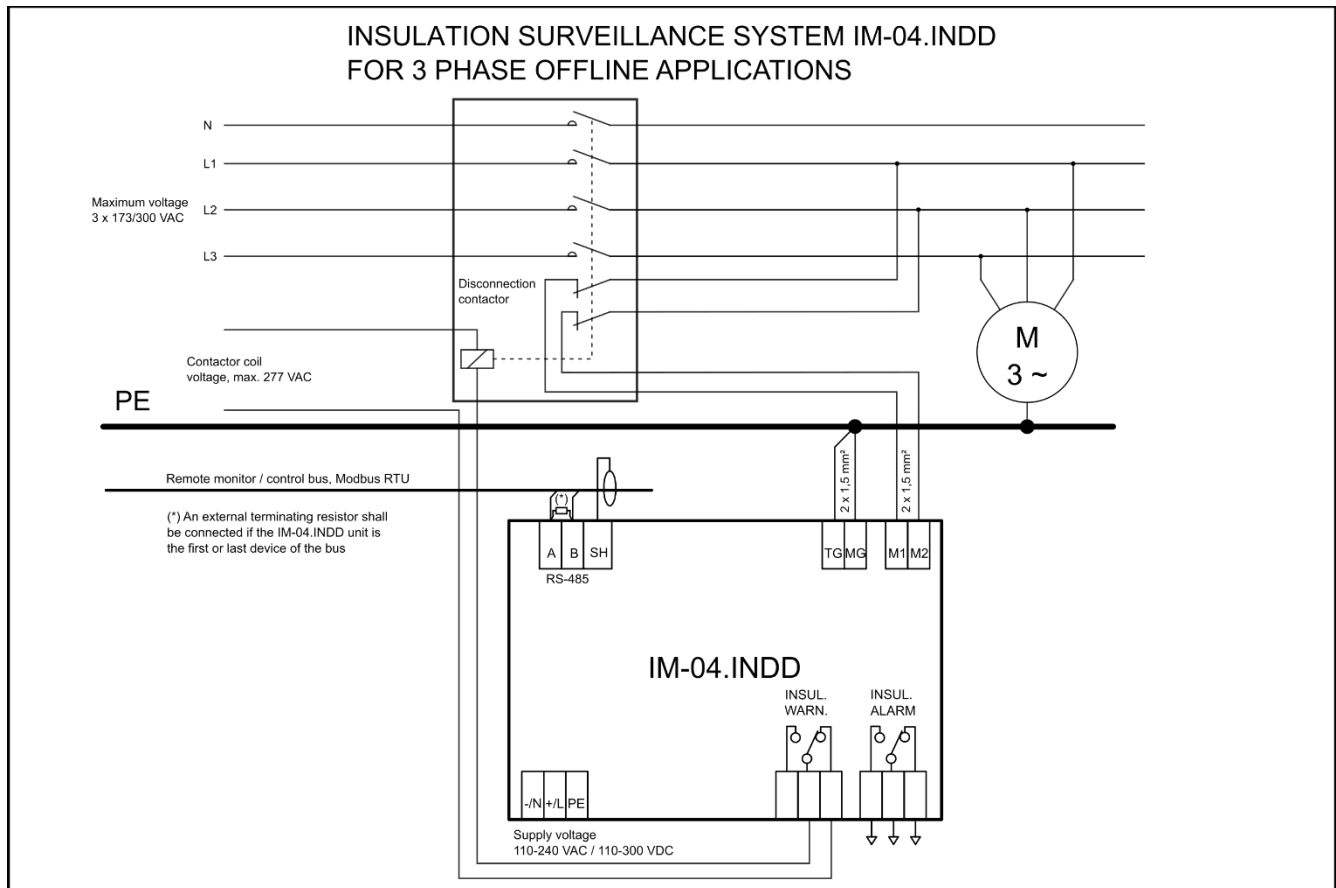 INSULATION SURVEILLANCE SYSTEM IM-04.INDD
FOR 3 PHASE OFFLINE APPLICATIONS
N
L1
Maximum voltage
3 x 173/300 VAC
L2
L3
Disconnection
contactor
M
3 ~
Contactor coil
voltage, max. 277 VAC
PE
2 x 1,5 mm²
2 x 1,5 mm²
Remote monitor / control bus, Modbus RTU
(*)
(*) An external terminating resistor shall
be connected if the IM-04.INDD unit is
the first or last device of the bus
A B SH
TG MG M1 M2
RS-485
IM-04.INDD
INSUL.
WARN.
INSUL.
ALARM
-/N +/L PE
Supply voltage
110-240 VAC / 110-300 VDC